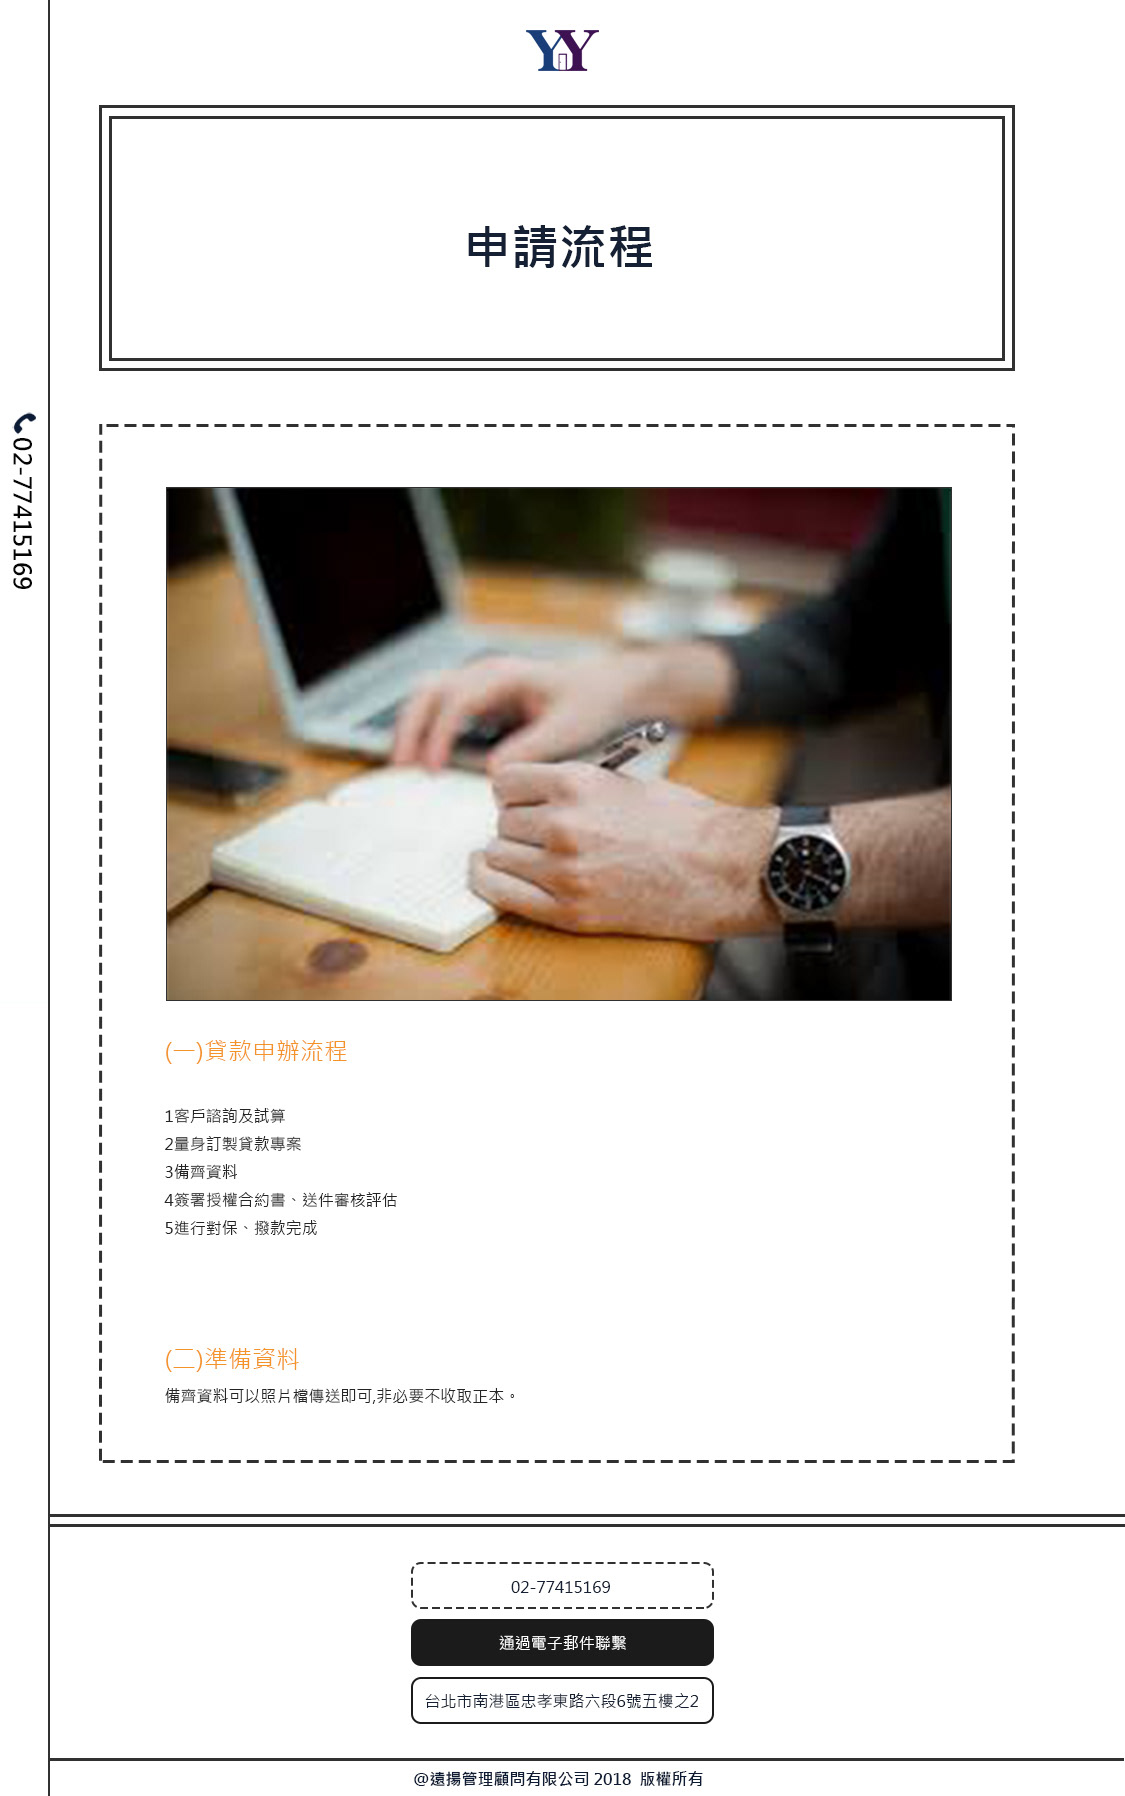 YY
申請流程
02-77415169
(一)貸款申辦流程
1客戶諮詢及試算
2量身訂製貸款專案
3備齊資料
4簽署授權合約書、送件審核評估
5進行對保、撥款完成
(二)準備資料
備齊資料可以照片檔傳送即可,非必要不收取正本。
02-77415169
通過電子郵件聯繫
台北市南港區忠孝東路六段6號五樓之2
@遠揚管理顧問有限公司 2018 版權所有